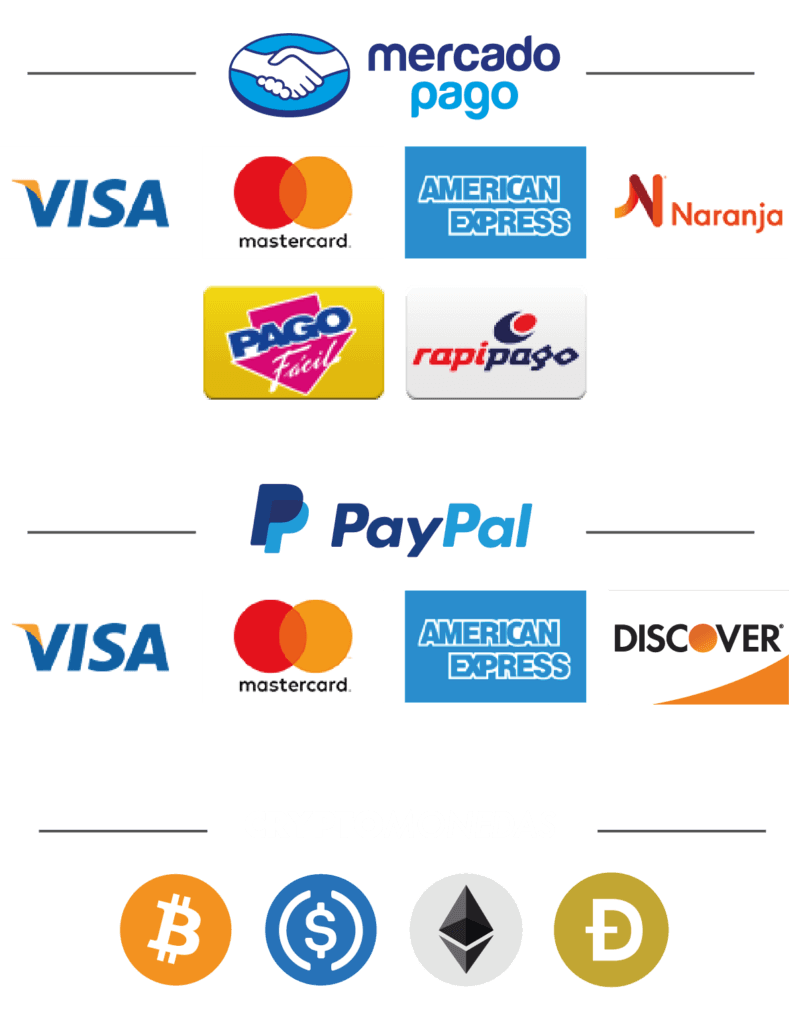 mercado
pago
VISA
mastercard.
AMERICAN
EXPRESS
Naranja
PAGO
Fácil
rapipago
PayPal
VISA
mastercard.
AMERICAN
EXPRESS
DISCOVER®